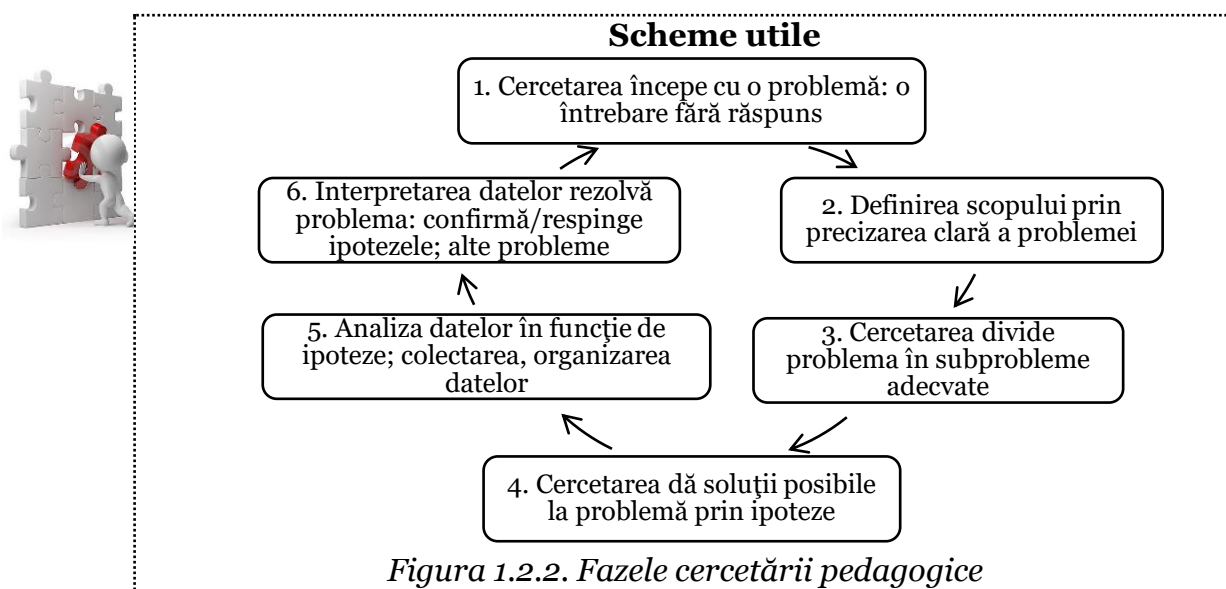 Scheme utile
1. Cercetarea începe cu o problemă: o
întrebare fără răspuns
2. Definirea scopului prin
precizarea clară a problemei
3. Cercetarea divide
problema în subprobleme
adecvate
4. Cercetarea dă soluţii posibile
la problemă prin ipoteze
5. Analiza datelor în funcţie de
ipoteze; colectarea, organizarea
datelor
6. Interpretarea datelor rezolvă
problema: confirmă/respinge
ipotezele; alte probleme
Figura 1.2.2. Fazele cercetării pedagogice